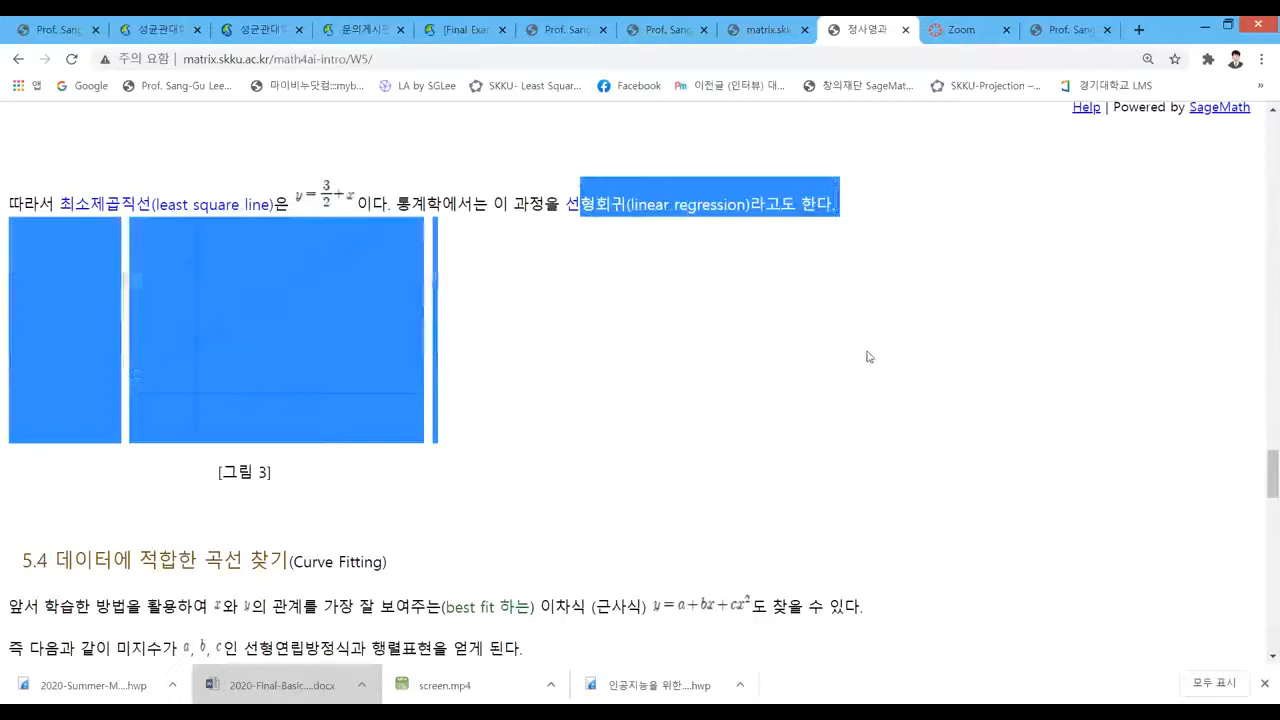 Prof. Sang
성균관대
성균관대
문의게시판
[Final Exar
Prof. Sang
Prof. Sang
matrix.skk
정사영과
Zoom
Prof. Sang
주의 요함 | matrix.skku.ac.kr/math4ai-intro/W5/
앱
Google
Prof. Sang-Gu Lee...
마이비누닷컴:::myb...
LA by SGLee
SKKU- Least Squar...
Facebook
이전글 (인터뷰) 대...
창의재단 SageMat...
SKKU-Projection –...
경기대학교 LMS
»
Help | Powered by SageMath
따라서 최소제곱직선(least square line)은 y = 3/2 + x 이다. 통계학에서는 이 과정을 선형회귀(linear regression)라고도 한다.
[그림 3]
5.4 데이터에 적합한 곡선 찾기(Curve Fitting)
앞서 학습한 방법을 활용하여 x와 y의 관계를 가장 잘 보여주는(best fit 하는) 이차식 (근사식) y = a + bx + cx² 도 찾을 수 있다.
즉 다음과 같이 미지수가 a, b, c인 선형연립방정식과 행렬표현을 얻게 된다.
2020-Summer-M....hwp
2020-Final-Basic....docx
screen.mp4
인공지능을 위한....hwp
모두 표시